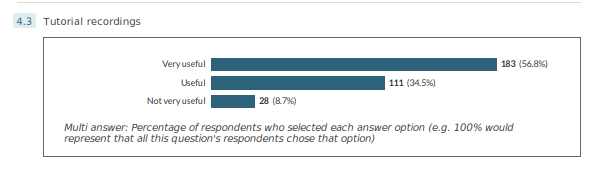 4.3 Tutorial recordings
Very useful 183 (56.8%)
Useful 111 (34.5%)
Not very useful 28 (8.7%)
Multi answer: Percentage of respondents who selected each answer option (e.g. 100% would
represent that all this question's respondents chose that option)